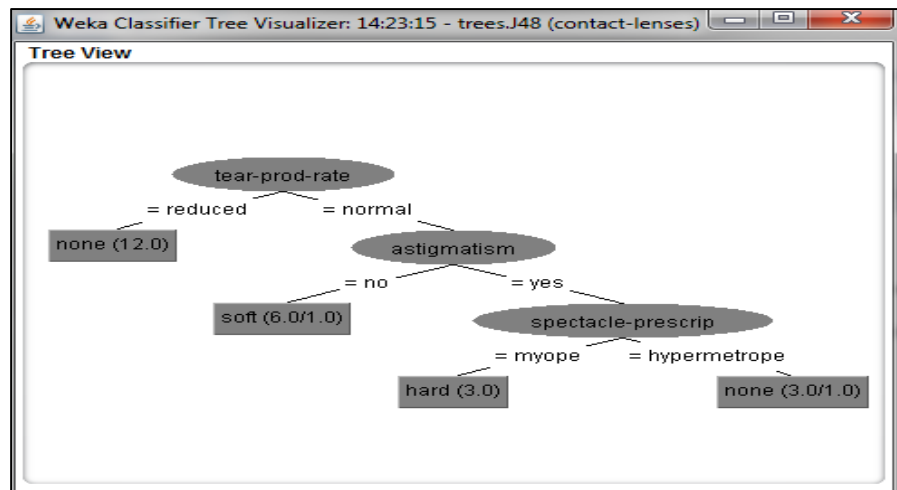 Weka Classifier Tree Visualizer: 14:23:15 - trees.J48 (contact-lenses)
Tree View
tear-prod-rate
= reduced
= normal
none (12.0)
astigmatism
= no
= yes
soft (6.0/1.0)
spectacle-prescrip
= myope
= hypermetrope
hard (3.0)
none (3.0/1.0)